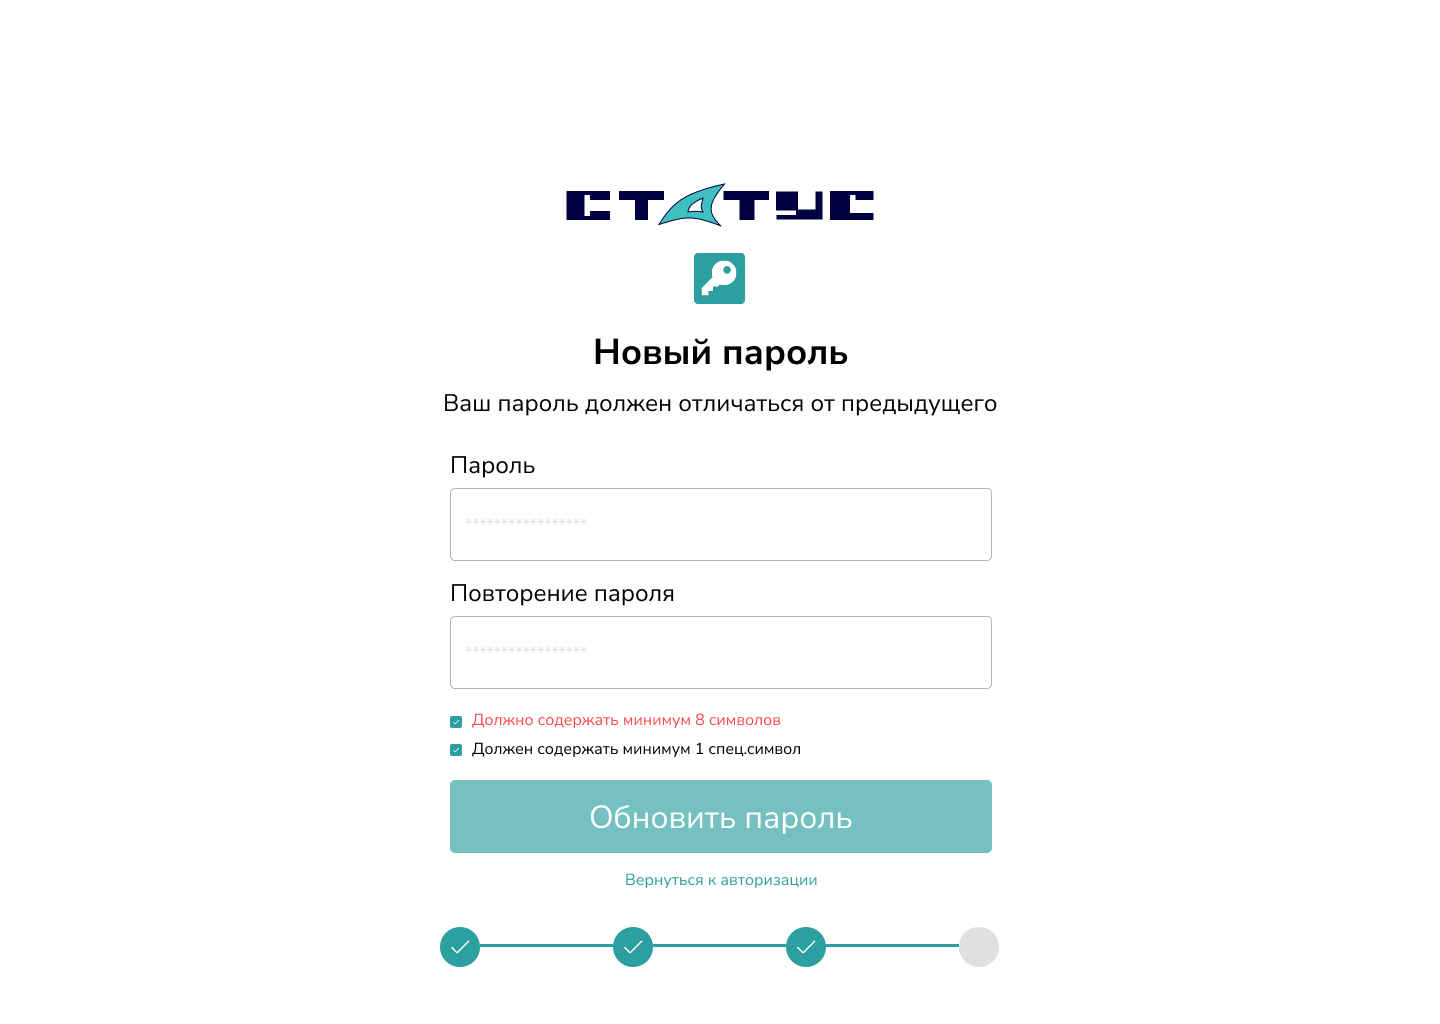 СТАТУС
Новый пароль
Ваш пароль должен отличаться от предыдущего
Пароль
*****************
Повторение пароля
*****************
Должно содержать минимум 8 символов
Должен содержать минимум 1 спец.символ
Обновить пароль
Вернуться к авторизации